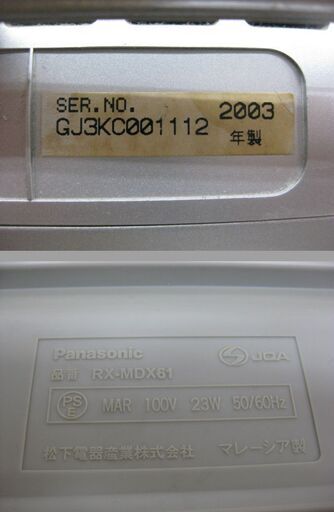 SER.NO.
GJ3KC001112
2003
年製
Panasonic
JQA
品番 RX-MDX61
PS
E
MAR 100V 23W 50/60Hz
松下電器産業株式会社 マレーシア製